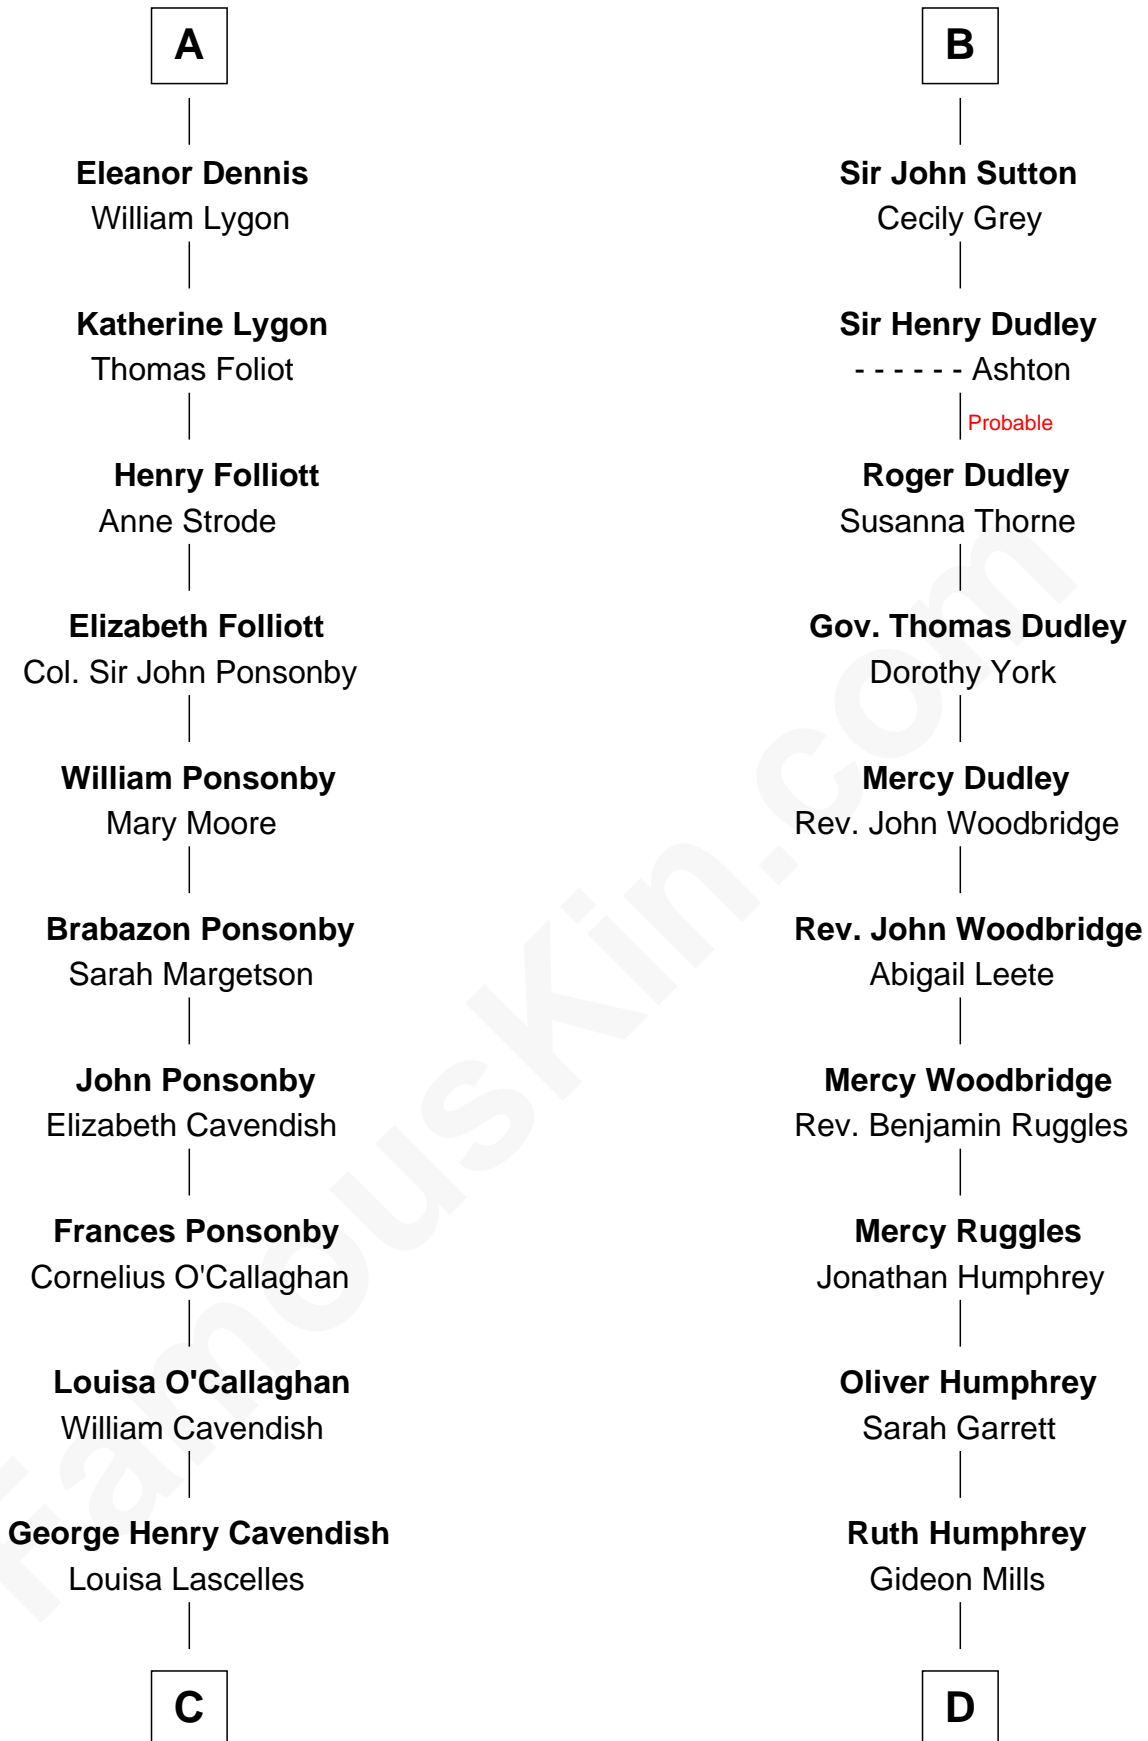 A
Eleanor Dennis
William Lygon
Katherine Lygon
Thomas Foliot
Henry Folliott
Anne Strode
Elizabeth Folliott
Col. Sir John Ponsonby
William Ponsonby
Mary Moore
Brabazon Ponsonby
Sarah Margetson
John Ponsonby
Elizabeth Cavendish
Frances Ponsonby
Cornelius O'Callaghan
Louisa O'Callaghan
William Cavendish
George Henry Cavendish
Louisa Lascelles
C
B
Sir John Sutton
Cecily Grey
Sir Henry Dudley
- - - - - - Ashton
Probable
Roger Dudley
Susanna Thorne
Gov. Thomas Dudley
Dorothy York
Mercy Dudley
Rev. John Woodbridge
Rev. John Woodbridge
Abigail Leete
Mercy Woodbridge
Rev. Benjamin Ruggles
Mercy Ruggles
Jonathan Humphrey
Oliver Humphrey
Sarah Garrett
Ruth Humphrey
Gideon Mills
D
FamousKin.com